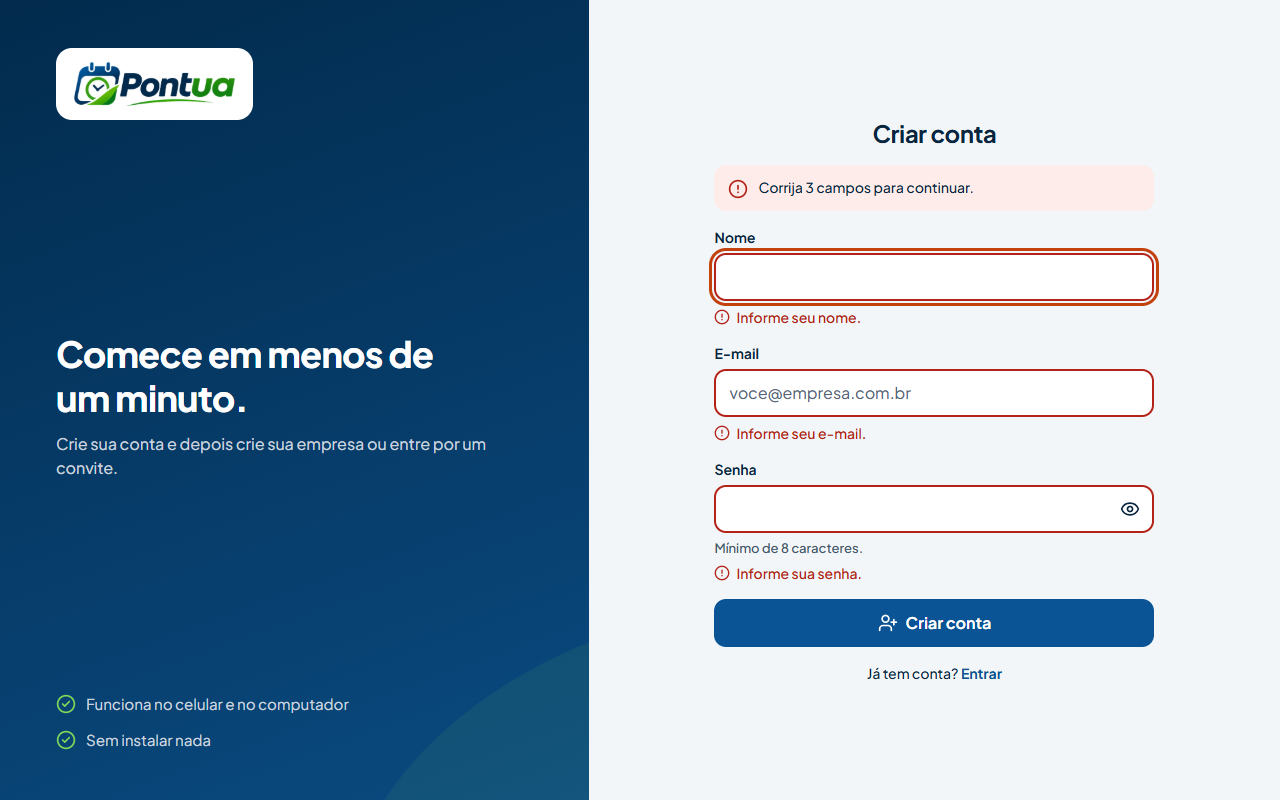 Pontua
Comece em menos de
um minuto.
Crie sua conta e depois crie sua empresa ou entre por um
convite.
Funciona no celular e no computador
Sem instalar nada
Criar conta
Corrija 3 campos para continuar.
Nome
Informe seu nome.
E-mail
voce@empresa.com.br
Informe seu e-mail.
Senha
Mínimo de 8 caracteres.
Informe sua senha.
Criar conta
Já tem conta? Entrar